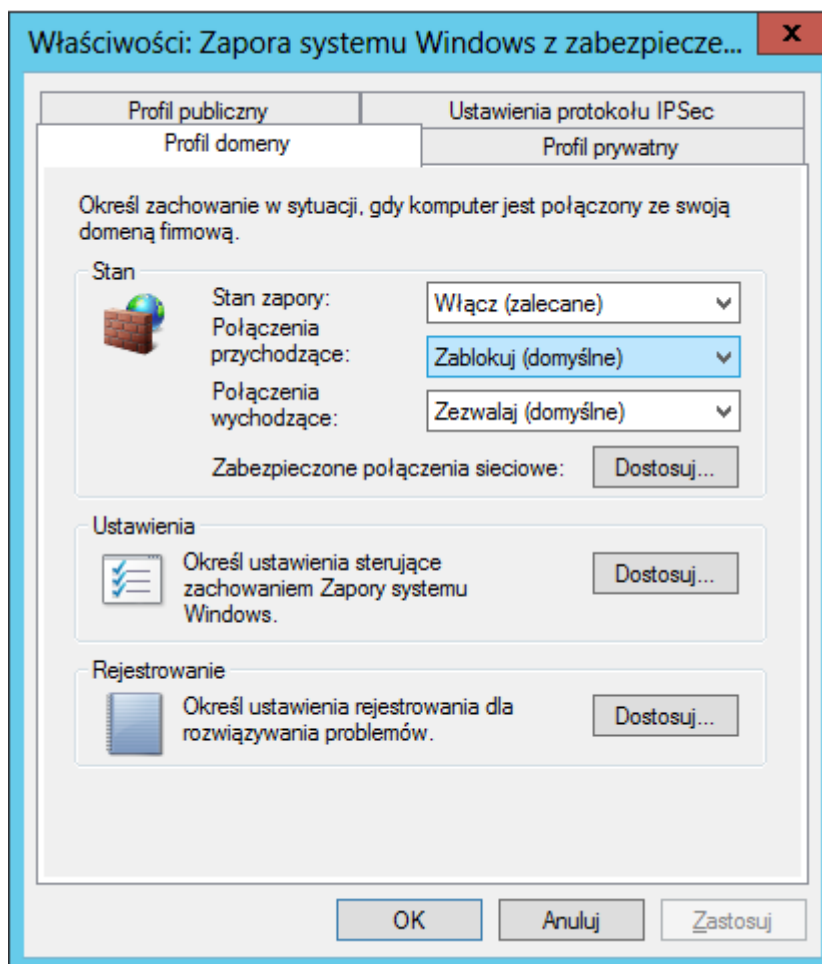 Właściwości: Zapora systemu Windows z zabezpiecze...
x
Profil publiczny
Ustawienia protokołu IPSec
Profil domeny
Profil prywatny
Określ zachowanie w sytuacji, gdy komputer jest połączony ze swoją
domeną firmową.
Stan
Stan zapory:
Włącz (zalecane)
Połączenia
przychodzące:
Zablokuj (domyślne)
Połączenia
wychodzące:
Zezwalaj (domyślne)
Zabezpieczone połączenia sieciowe:
Dostosuj...
Ustawienia
Określ ustawienia sterujące
zachowaniem Zapory systemu
Windows.
Dostosuj...
Rejestrowanie
Określ ustawienia rejestrowania dla
rozwiązywania problemów.
Dostosuj...
OK
Anuluj
Zastosuj